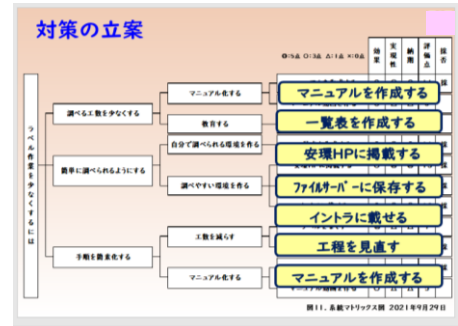 対策の立案
◎:5点 ○:3点 △:1点 ×:0点
効果
実現性
納期
評価点
採否
ラベル作業を少なくするには
調べる工数を少なくする
簡単に調べられるようにする
手順を簡素化する
マニュアル化する
教育する
自分で調べられる環境を作る
調べやすい環境を作る
工数を減らす
マニュアル化する
マニュアルを作成する
一覧表を作成する
安環HPに掲載する
ファイルサーバーに保存する
イントラに載せる
工程を見直す
マニュアルを作成する
図11.系統マトリックス図 2021年9月29日